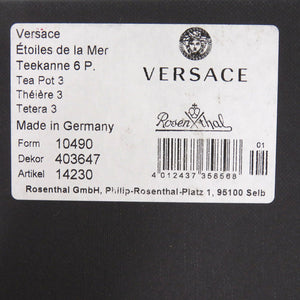 Versace
Étoiles de la Mer
Teekanne 6 P.
Tea Pot 3
Théière 3
Tetera 3
Made in Germany
Form 10490
Dekor 403647
Artikel 14230
VERSACE
Rosenthal
01
4 012437 358568
Rosenthal GmbH, Philip-Rosenthal-Platz 1, 95100 Selb